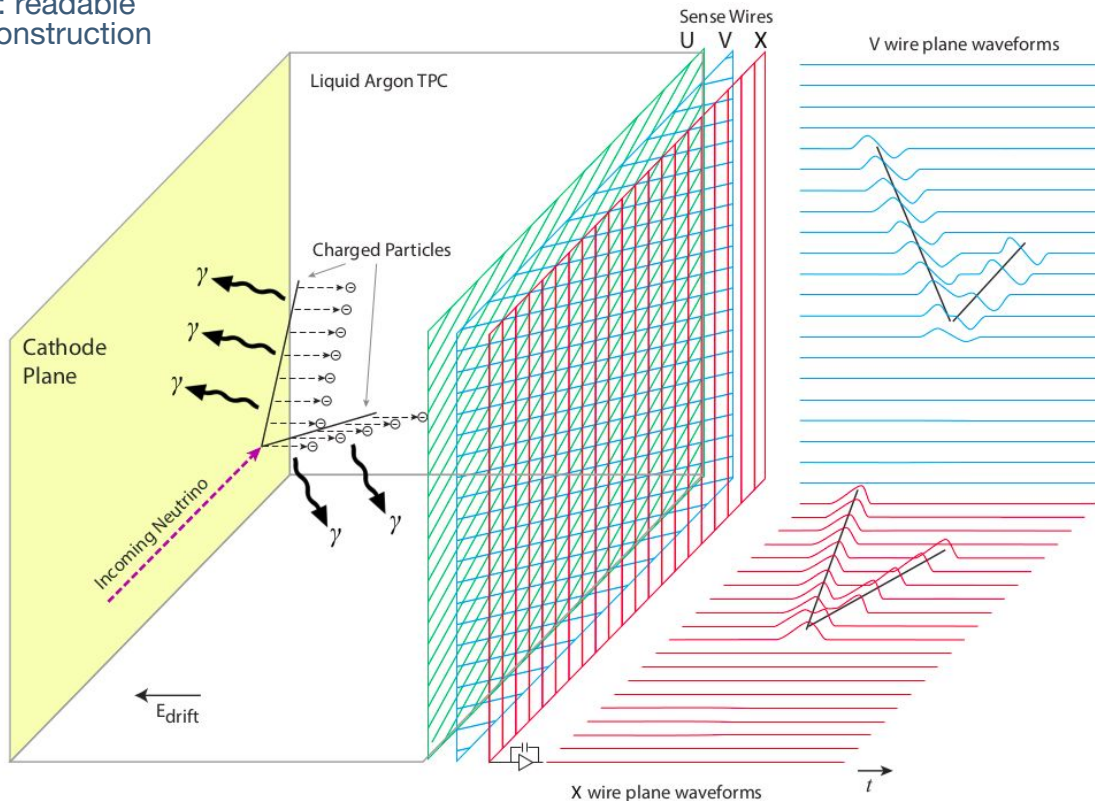 : readable
onstruction
Sense Wires
U V X
V wire plane waveforms
Liquid Argon TPC
Charged Particles
γ
γ
γ
Cathode
Plane
Incoming Neutrino
γ
γ
Edrift
t
X wire plane waveforms